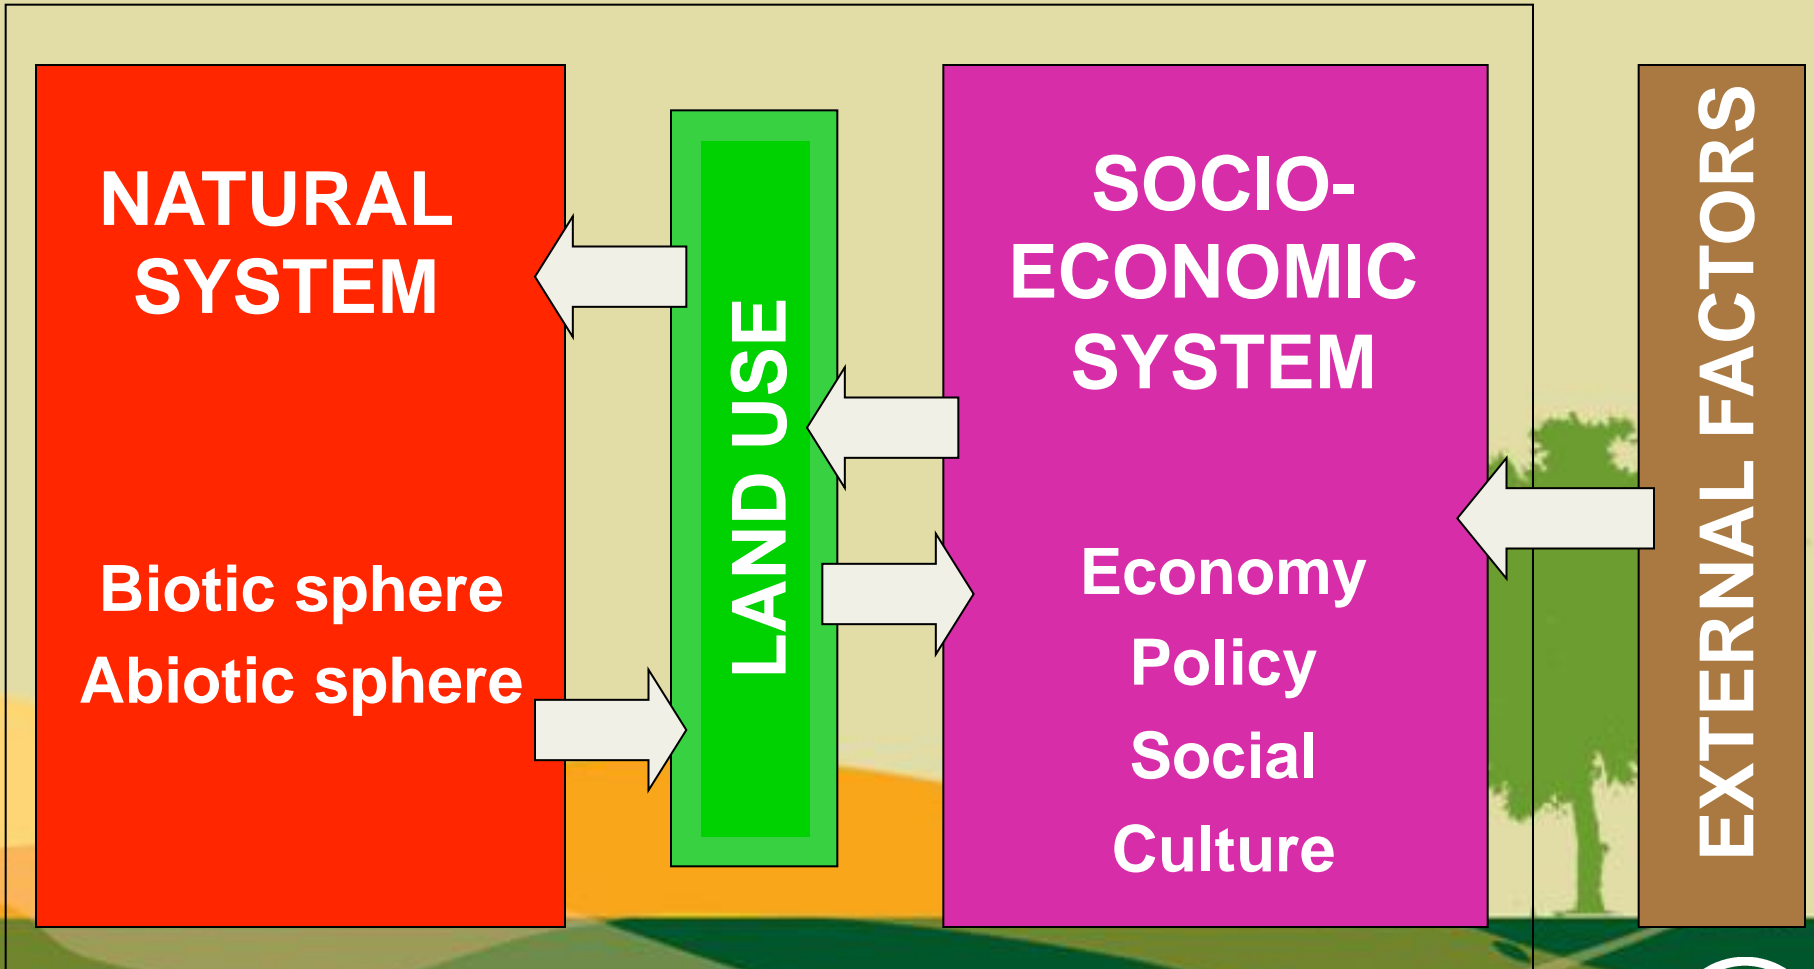 NATURAL
SYSTEM
Biotic sphere
Abiotic sphere
LAND USE
SOCIO-
ECONOMIC
SYSTEM
Economy
Policy
Social
Culture
EXTERNAL FACTORS